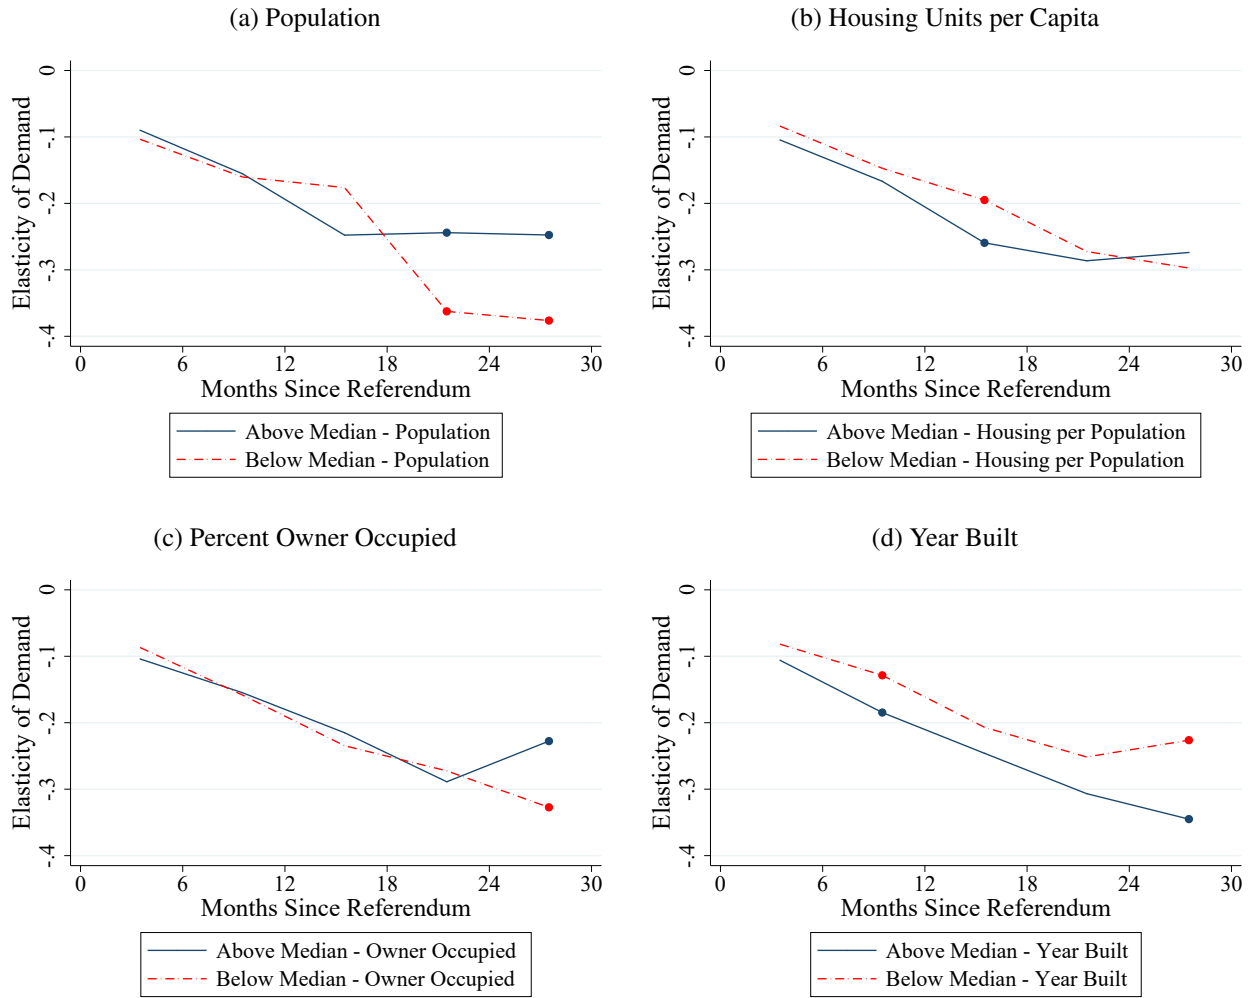 (a) Population
0
-.1
-.2
-.3
-.4
Elasticity of Demand
0 6 12 18 24 30
Months Since Referendum
Above Median - Population
Below Median - Population
(b) Housing Units per Capita
0
-.1
-.2
-.3
-.4
Elasticity of Demand
0 6 12 18 24 30
Months Since Referendum
Above Median - Housing per Population
Below Median - Housing per Population
(c) Percent Owner Occupied
0
-.1
-.2
-.3
-.4
Elasticity of Demand
0 6 12 18 24 30
Months Since Referendum
Above Median - Owner Occupied
Below Median - Owner Occupied
(d) Year Built
0
-.1
-.2
-.3
-.4
Elasticity of Demand
0 6 12 18 24 30
Months Since Referendum
Above Median - Year Built
Below Median - Year Built